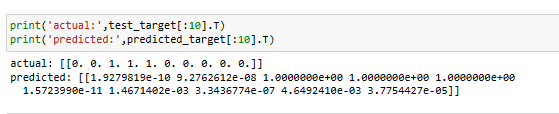 print('actual:',test_target[:10].T)
print('predicted:',predicted_target[:10].T)
actual: [[0. 0. 1. 1. 1. 0. 0. 0. 0. 0.]]
predicted: [[1.9279819e-10 9.2762612e-08 1.0000000e+00 1.0000000e+00 1.0000000e+00
1.5723990e-11 1.4671402e-03 3.3436774e-07 4.6492410e-03 3.7754427e-05]]